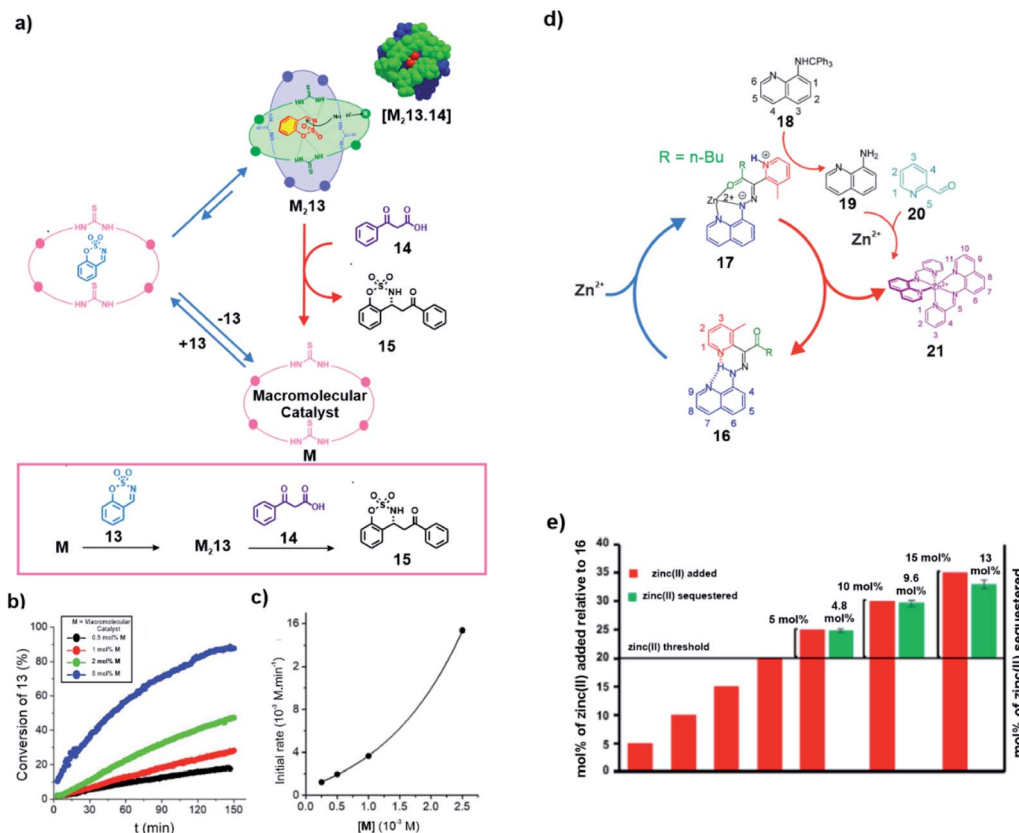 a)
[M₂13.14]
M₂13
14
15
-13
+13
Macromolecular
Catalyst
M
13
14
M
M₂13
15
b)
M = Macromolecular
Catalyst
0.5 mol% M
1 mol% M
2 mol% M
5 mol% M
Conversion of 13 (%)
100
80
60
40
20
0
0 30 60 90 120 150
t (min)
c)
Initial rate (10⁻³ M.min⁻¹)
16
2
8
4
0
0.0 0.5 1.0 1.5 2.0 2.5
[M] (10⁻³ M)
d)
NHCPh₃
18
R = n-Bu
NH₂
19
20
Zn²⁺
17
Zn²⁺
21
16
e)
zinc(II) added
zinc(II) sequestered
zinc(II) threshold
5 mol%
4.8
mol%
10 mol%
9.6
mol%
15 mol%
13
mol%
mol% of zinc(II) added relative to 16
40
35
30
25
20
15
10
5
0
mol% of zinc(II) sequestered